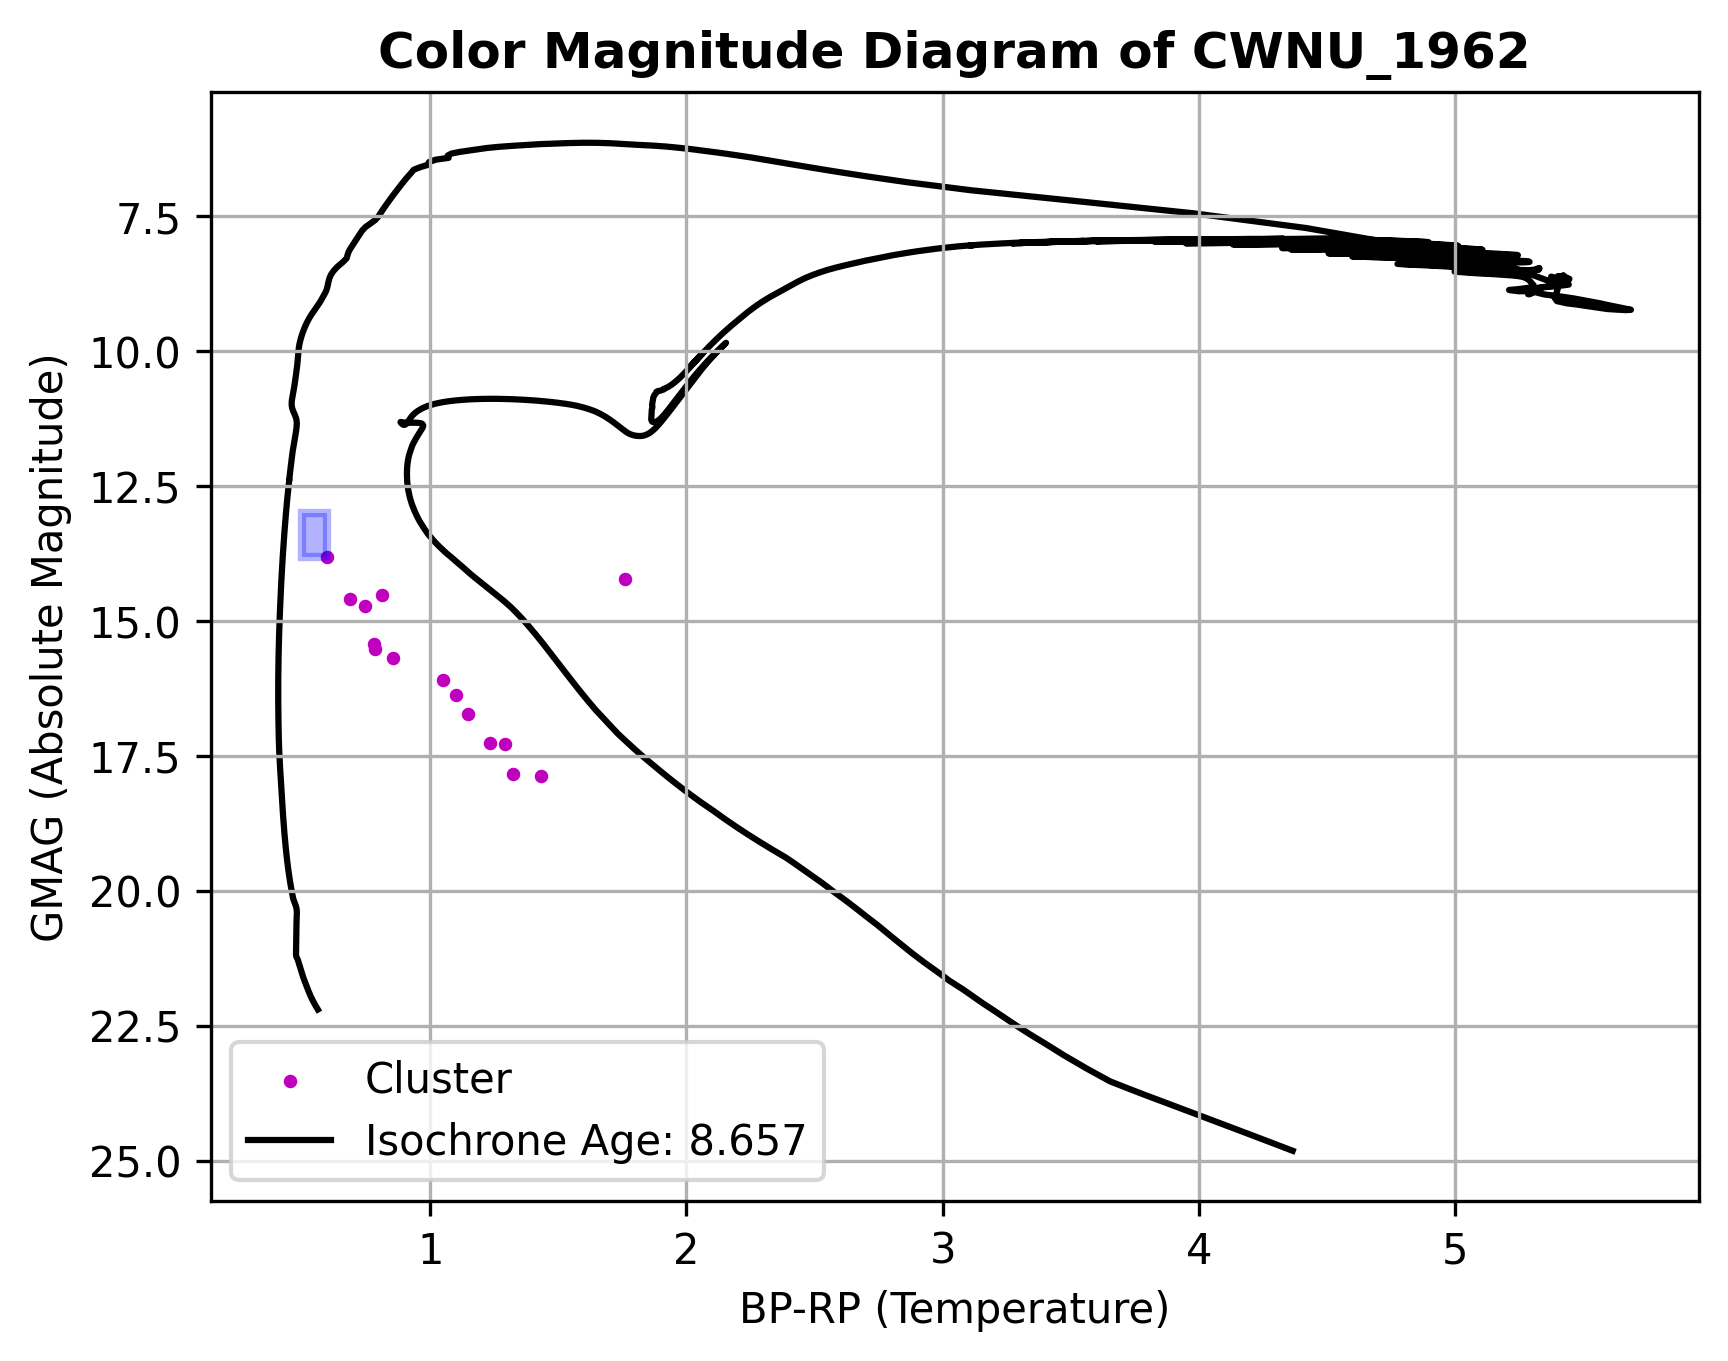 Color Magnitude Diagram of CWNU_1962
GMAG (Absolute Magnitude)
7.5
10.0
12.5
15.0
17.5
20.0
22.5
25.0
Cluster
Isochrone Age: 8.657
1 2 3 4 5
BP-RP (Temperature)